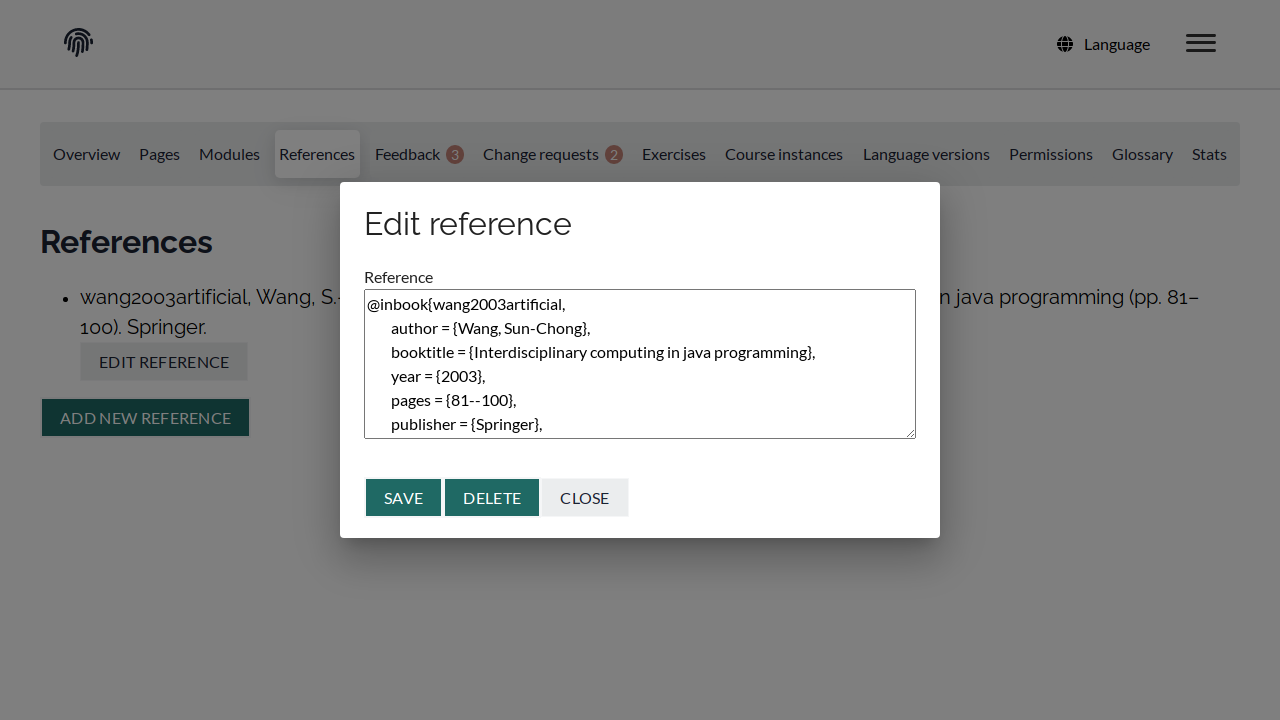 Language
Overview Pages Modules References Feedback 3 Change requests 2 Exercises Course instances Language versions Permissions Glossary Stats
References
wang2003artificial, Wang, S.- n java programming (pp. 81–
100). Springer.
EDIT REFERENCE
ADD NEW REFERENCE
Edit reference
Reference
@inbook{wang2003artificial,
author = {Wang, Sun-Chong},
booktitle = {Interdisciplinary computing in java programming},
year = {2003},
pages = {81--100},
publisher = {Springer},
SAVE DELETE CLOSE